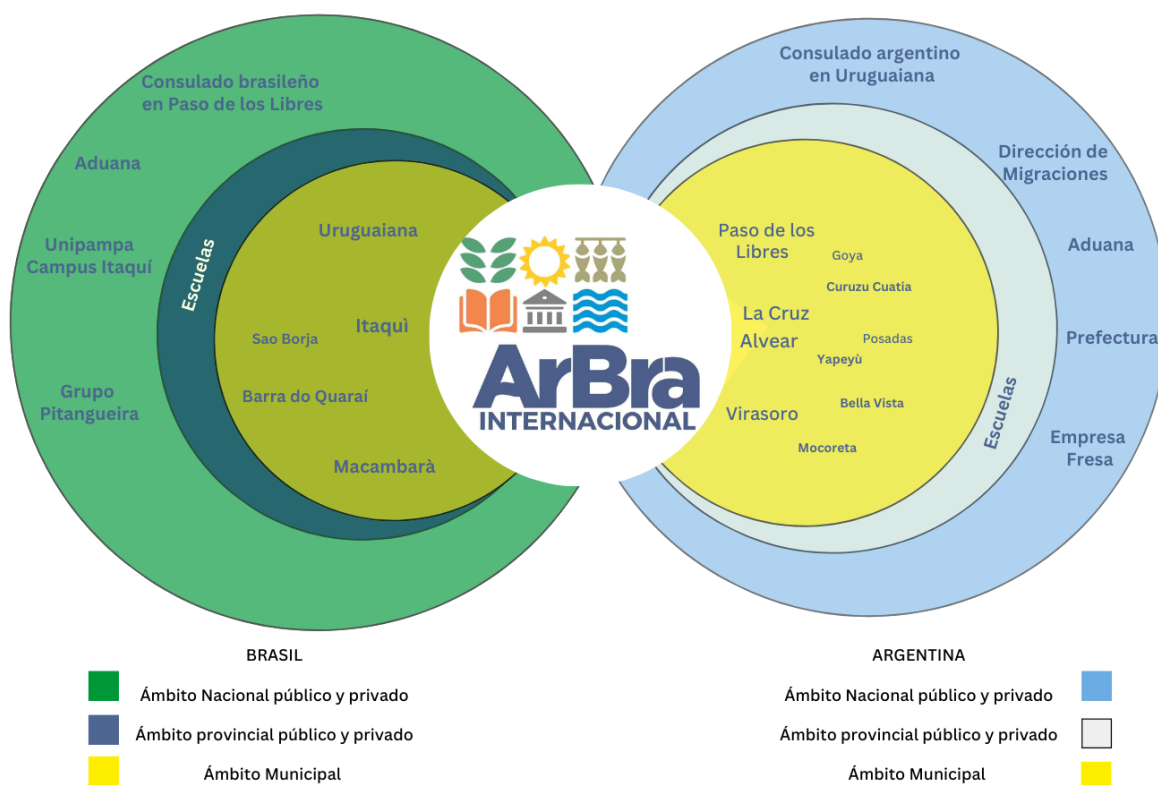 Consulado brasileño
en Paso de los Libres
Aduana
Unipampa
Campus Itaquí
Grupo
Pitangueira
Escuelas
Uruguaiana
Itaquì
Sao Borja
Barra do Quaraí
Macambarà
ArBra
INTERNACIONAL
Consulado argentino
en Uruguaiana
Dirección de
Migraciones
Aduana
Prefectura
Empresa
Fresa
Escuelas
Paso de los
Libres
Goya
Curuzu Cuatia
La Cruz
Alvear
Posadas
Yapeyù
Bella Vista
Virasoro
Mocoreta
BRASIL
Ámbito Nacional público y privado
Ámbito provincial público y privado
Ámbito Municipal
ARGENTINA
Ámbito Nacional público y privado
Ámbito provincial público y privado
Ámbito Municipal